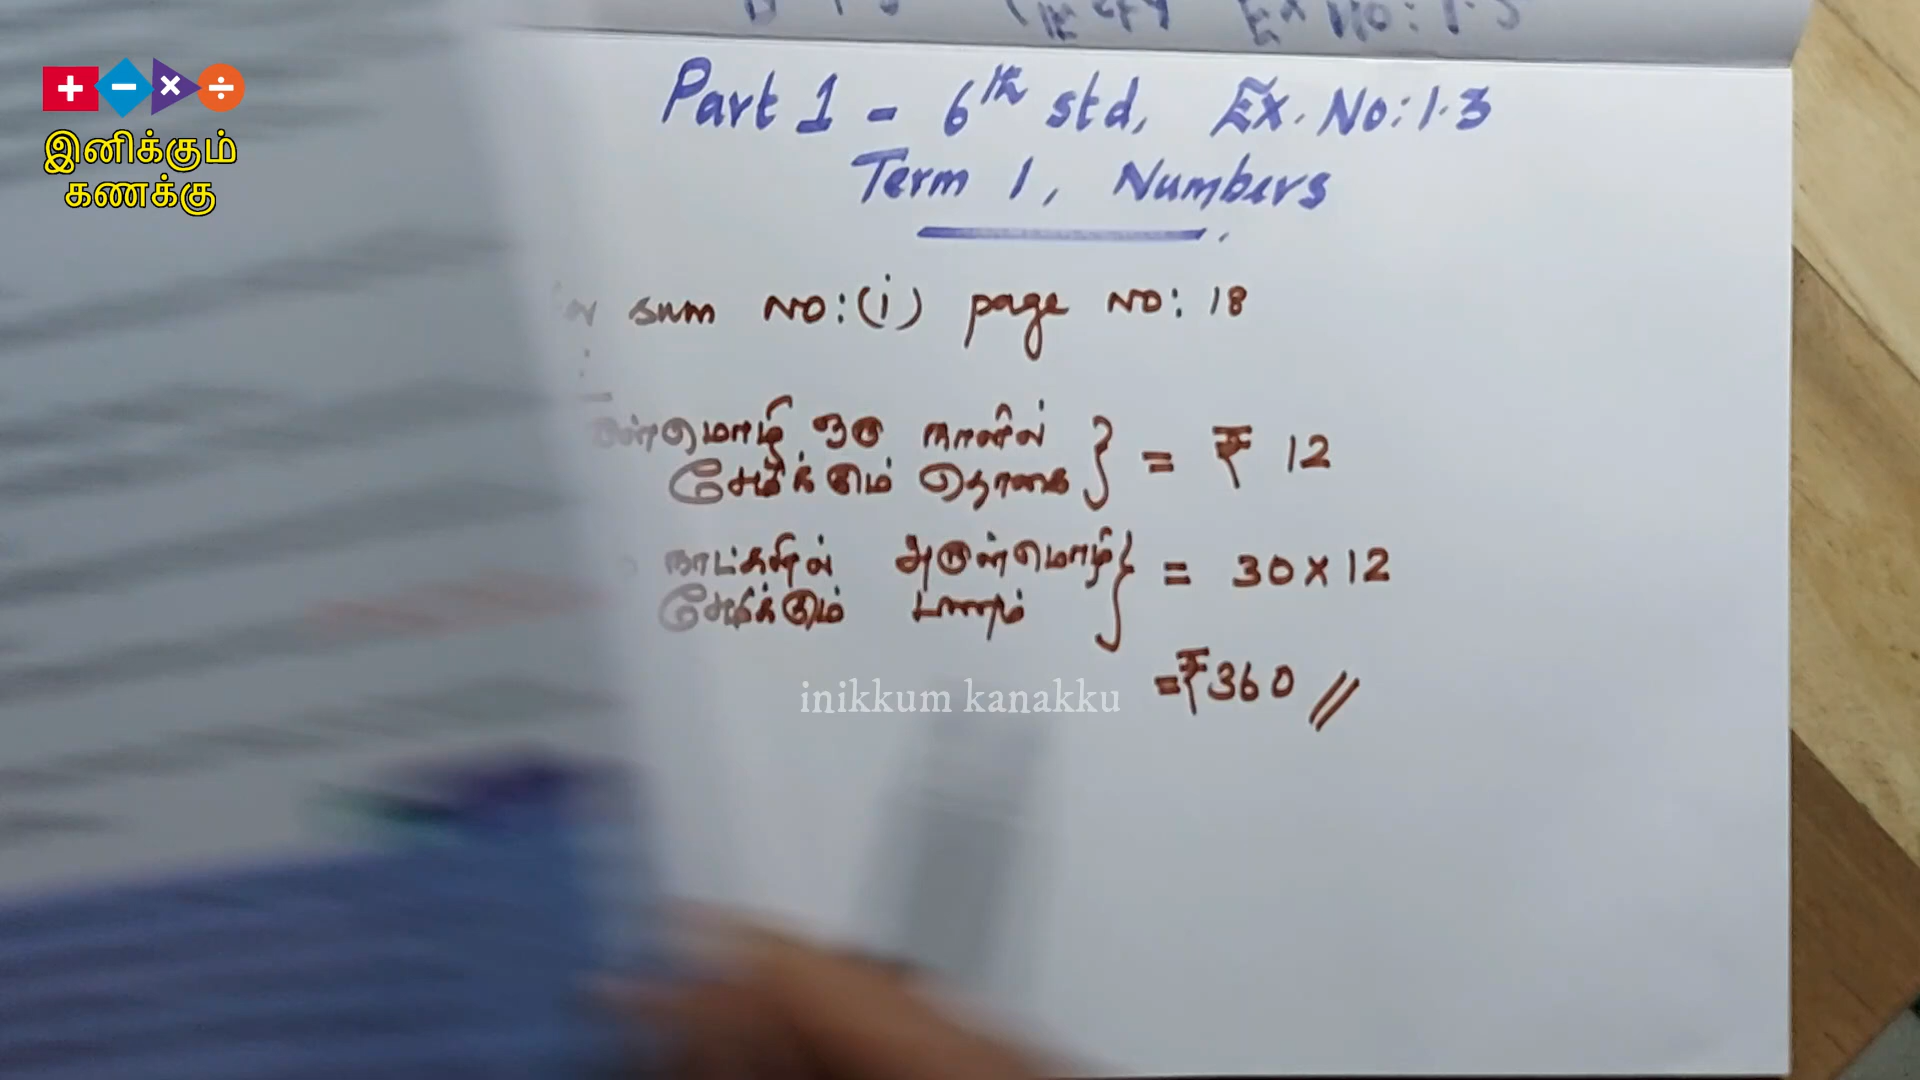 இனிக்கும்
கணக்கு
Part 1 - 6th std, Ex. No: 1.3
Term 1, Numbers
sum No: (i) page No: 18
ஒரு நாளில்
சேமிக்கும் தொகை } = ₹ 12
நாட்களில் அருள்மொழி
சேமிக்கும் பணம் } = 30 × 12
= ₹ 360 //
inikkum kanakku